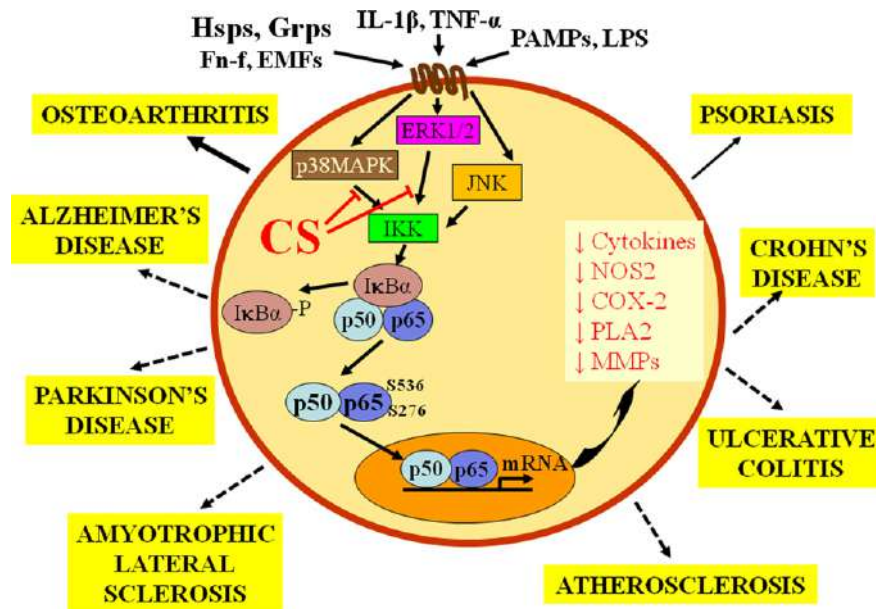 Hsps, Grps
Fn-f, EMFs
IL-1β, TNF-α
PAMPs, LPS
OSTEOARTHRITIS
PSORIASIS
ERK1/2
p38MAPK
JNK
CS
IKK
ALZHEIMER'S
DISEASE
↓ Cytokines
↓ NOS2
↓ COX-2
↓ PLA2
↓ MMPs
CROHN'S
DISEASE
IκBα
IκBα-P
p50 p65
PARKINSON'S
DISEASE
p50 p65
S536
S276
ULCERATIVE
COLITIS
p50 p65 mRNA
AMYOTROPHIC
LATERAL
SCLEROSIS
ATHEROSCLEROSIS